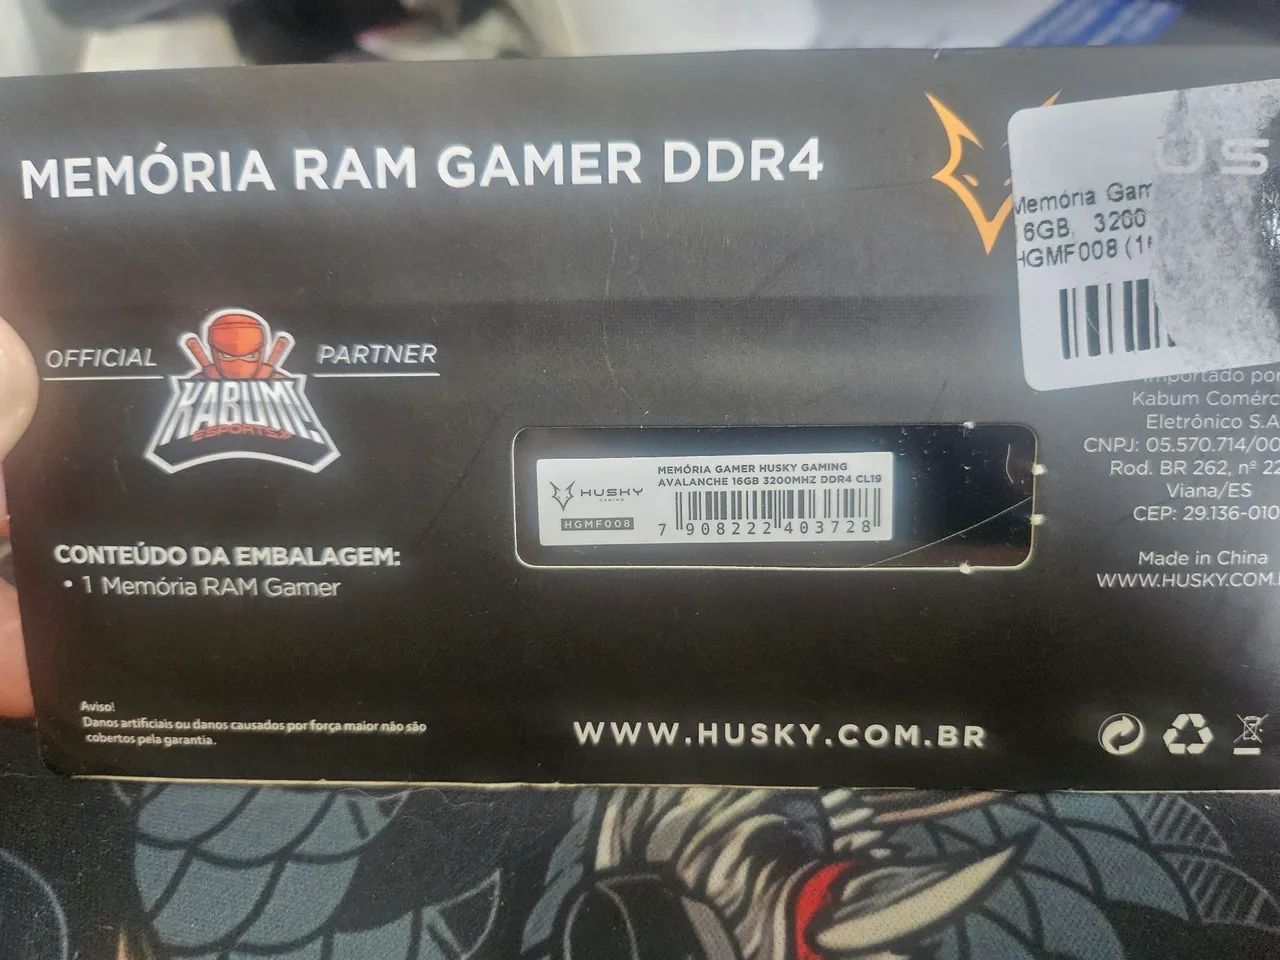 MEMÓRIA RAM GAMER DDR4
US
Memória Gam
6GB, 3200
HGMF008 (1
OFFICIAL PARTNER
KABUM!
ESPORTS
Importado por
Kabum Comérc
Eletrônico S.A
CNPJ: 05.570.714/00
Rod. BR 262, nº 22
Viana/ES
CEP: 29.136-010
Made in China
WWW.HUSKY.COM.
MEMÓRIA GAMER HUSKY GAMING
AVALANCHE 16GB 3200MHZ DDR4 CL19
HUSKY
GAMING
HGMF008
7 908222 403728
CONTEÚDO DA EMBALAGEM:
• 1 Memória RAM Gamer
Aviso!
Danos artificiais ou danos causados por força maior não são
cobertos pela garantia.
WWW.HUSKY.COM.BR